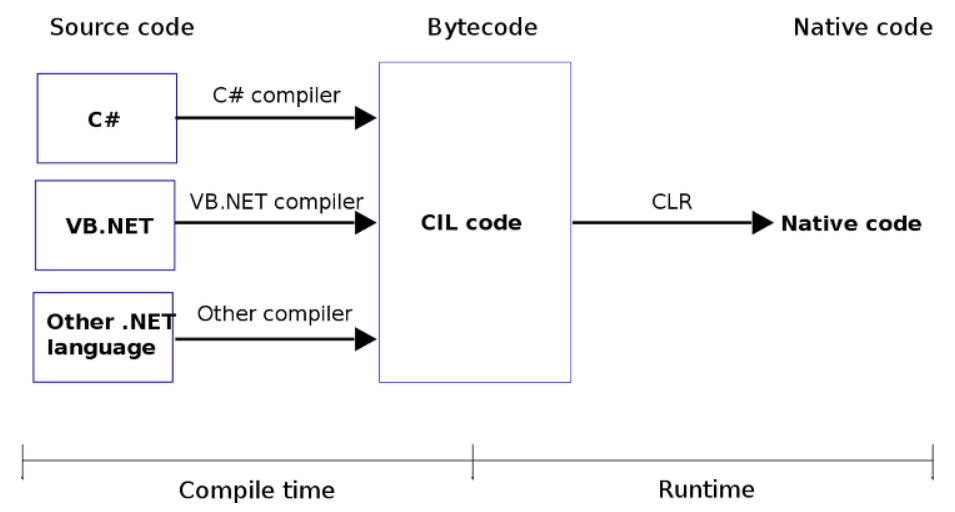 Source code
Bytecode
Native code
C#
C# compiler
VB.NET
VB.NET compiler
CIL code
CLR
Native code
Other .NET
language
Other compiler
Compile time
Runtime